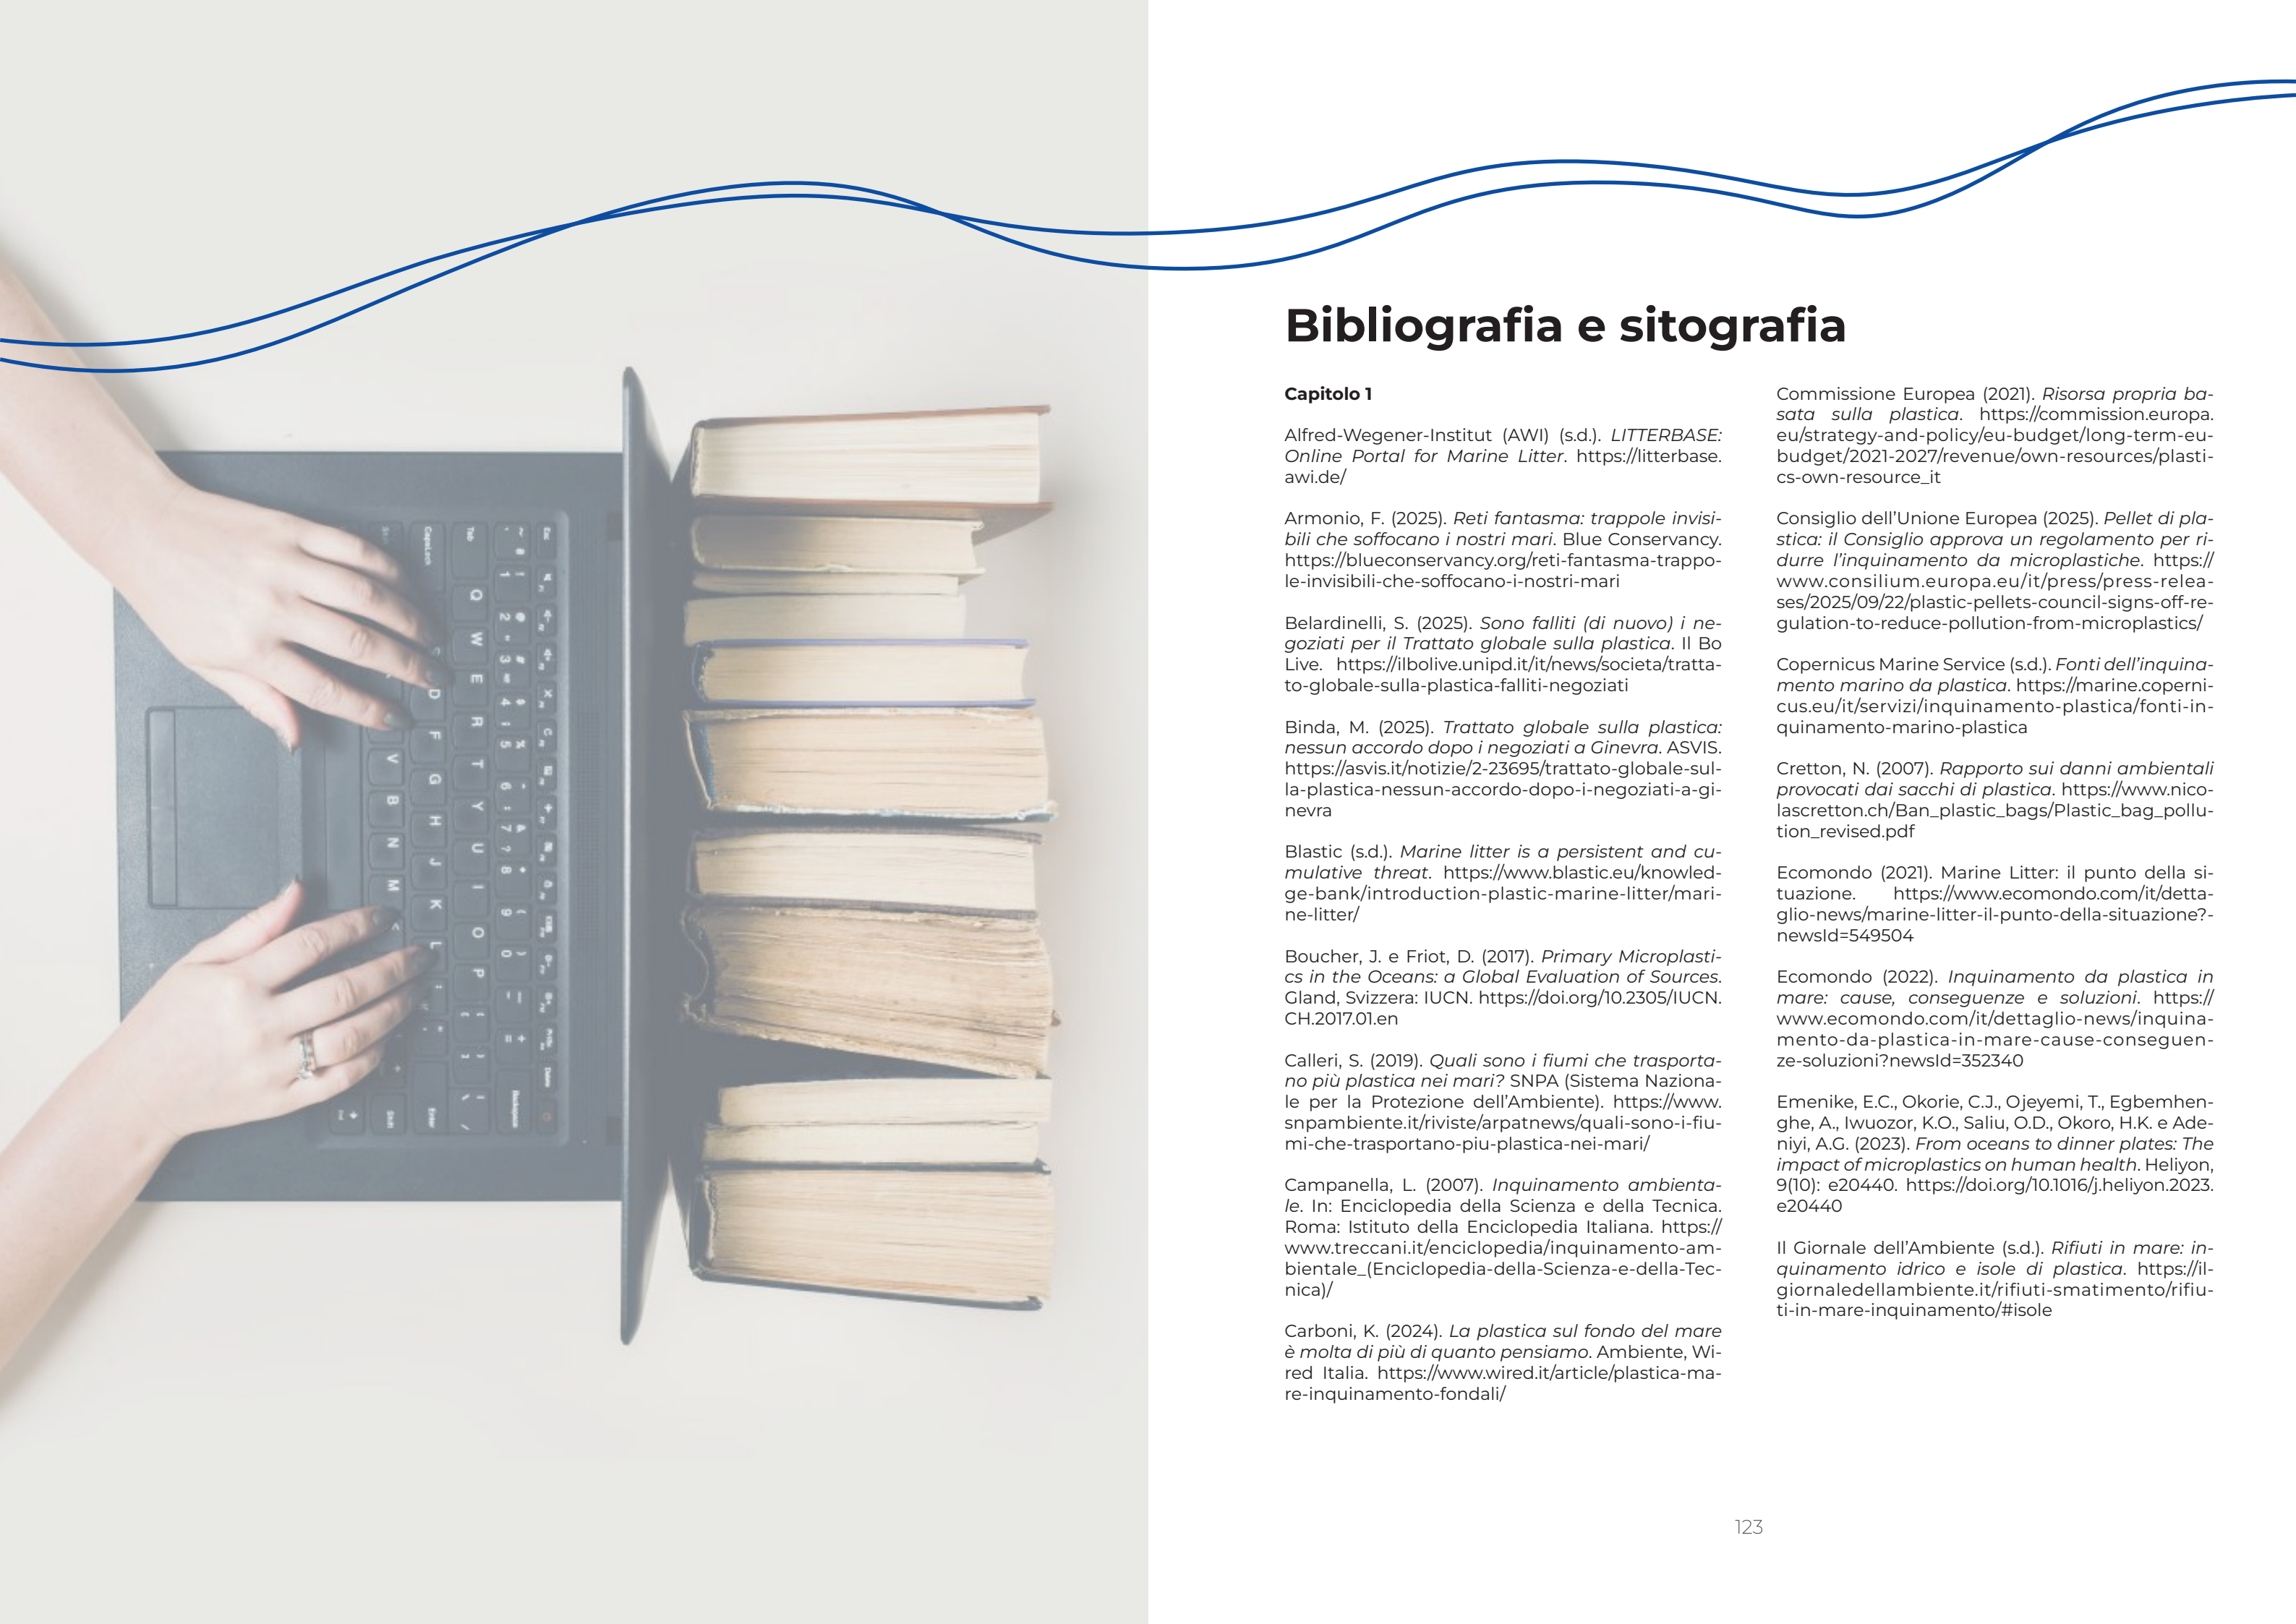 Bibliografia e sitografia
Capitolo 1
Alfred-Wegener-Institut (AWI) (s.d.). LITTERBASE:
Online Portal for Marine Litter. https://litterbase.
awi.de/
Armonio, F. (2025). Reti fantasma: trappole invisi-
bili che soffocano i nostri mari. Blue Conservancy.
https://blueconservancy.org/reti-fantasma-trappo-
le-invisibili-che-soffocano-i-nostri-mari
Belardinelli, S. (2025). Sono falliti (di nuovo) i ne-
goziati per il Trattato globale sulla plastica. Il Bo
Live. https://ilbolive.unipd.it/it/news/societa/tratta-
to-globale-sulla-plastica-falliti-negoziati
Binda, M. (2025). Trattato globale sulla plastica:
nessun accordo dopo i negoziati a Ginevra. ASVIS.
https://asvis.it/notizie/2-23695/trattato-globale-sul-
la-plastica-nessun-accordo-dopo-i-negoziati-a-gi-
nevra
Blastic (s.d.). Marine litter is a persistent and cu-
mulative threat. https://www.blastic.eu/knowled-
ge-bank/introduction-plastic-marine-litter/mari-
ne-litter/
Boucher, J. e Friot, D. (2017). Primary Microplasti-
cs in the Oceans: a Global Evaluation of Sources.
Gland, Svizzera: IUCN. https://doi.org/10.2305/IUCN.
CH.2017.01.en
Calleri, S. (2019). Quali sono i fiumi che trasporta-
no più plastica nei mari? SNPA (Sistema Naziona-
le per la Protezione dell'Ambiente). https://www.
snpambiente.it/riviste/arpatnews/quali-sono-i-fiu-
mi-che-trasportano-piu-plastica-nei-mari/
Campanella, L. (2007). Inquinamento ambienta-
le. In: Enciclopedia della Scienza e della Tecnica.
Roma: Istituto della Enciclopedia Italiana. https://
www.treccani.it/enciclopedia/inquinamento-am-
bientale_(Enciclopedia-della-Scienza-e-della-Tec-
nica)/
Carboni, K. (2024). La plastica sul fondo del mare
è molta di più di quanto pensiamo. Ambiente, Wi-
red Italia. https://www.wired.it/article/plastica-ma-
re-inquinamento-fondali/
Commissione Europea (2021). Risorsa propria ba-
sata sulla plastica. https://commission.europa.
eu/strategy-and-policy/eu-budget/long-term-eu-
budget/2021-2027/revenue/own-resources/plasti-
cs-own-resource_it
Consiglio dell'Unione Europea (2025). Pellet di pla-
stica: il Consiglio approva un regolamento per ri-
durre l'inquinamento da microplastiche. https://
www.consilium.europa.eu/it/press/press-relea-
ses/2025/09/22/plastic-pellets-council-signs-off-re-
gulation-to-reduce-pollution-from-microplastics/
Copernicus Marine Service (s.d.). Fonti dell'inquina-
mento marino da plastica. https://marine.coperni-
cus.eu/it/servizi/inquinamento-plastica/fonti-in-
quinamento-marino-plastica
Cretton, N. (2007). Rapporto sui danni ambientali
provocati dai sacchi di plastica. https://www.nico-
lascretton.ch/Ban_plastic_bags/Plastic_bag_pollu-
tion_revised.pdf
Ecomondo (2021). Marine Litter: il punto della si-
tuazione. https://www.ecomondo.com/it/detta-
glio-news/marine-litter-il-punto-della-situazione?-
newsId=549504
Ecomondo (2022). Inquinamento da plastica in
mare: cause, conseguenze e soluzioni. https://
www.ecomondo.com/it/dettaglio-news/inquina-
mento-da-plastica-in-mare-cause-conseguen-
ze-soluzioni?newsId=352340
Emenike, E.C., Okorie, C.J., Ojeyemi, T., Egbemhen-
ghe, A., Iwuozor, K.O., Saliu, O.D., Okoro, H.K. e Ade-
niyi, A.G. (2023). From oceans to dinner plates: The
impact of microplastics on human health. Heliyon,
9(10): e20440. https://doi.org/10.1016/j.heliyon.2023.
e20440
Il Giornale dell'Ambiente (s.d.). Rifiuti in mare: in-
quinamento idrico e isole di plastica. https://il-
giornaledellambiente.it/rifiuti-smatimento/rifiu-
ti-in-mare-inquinamento/#isole
123